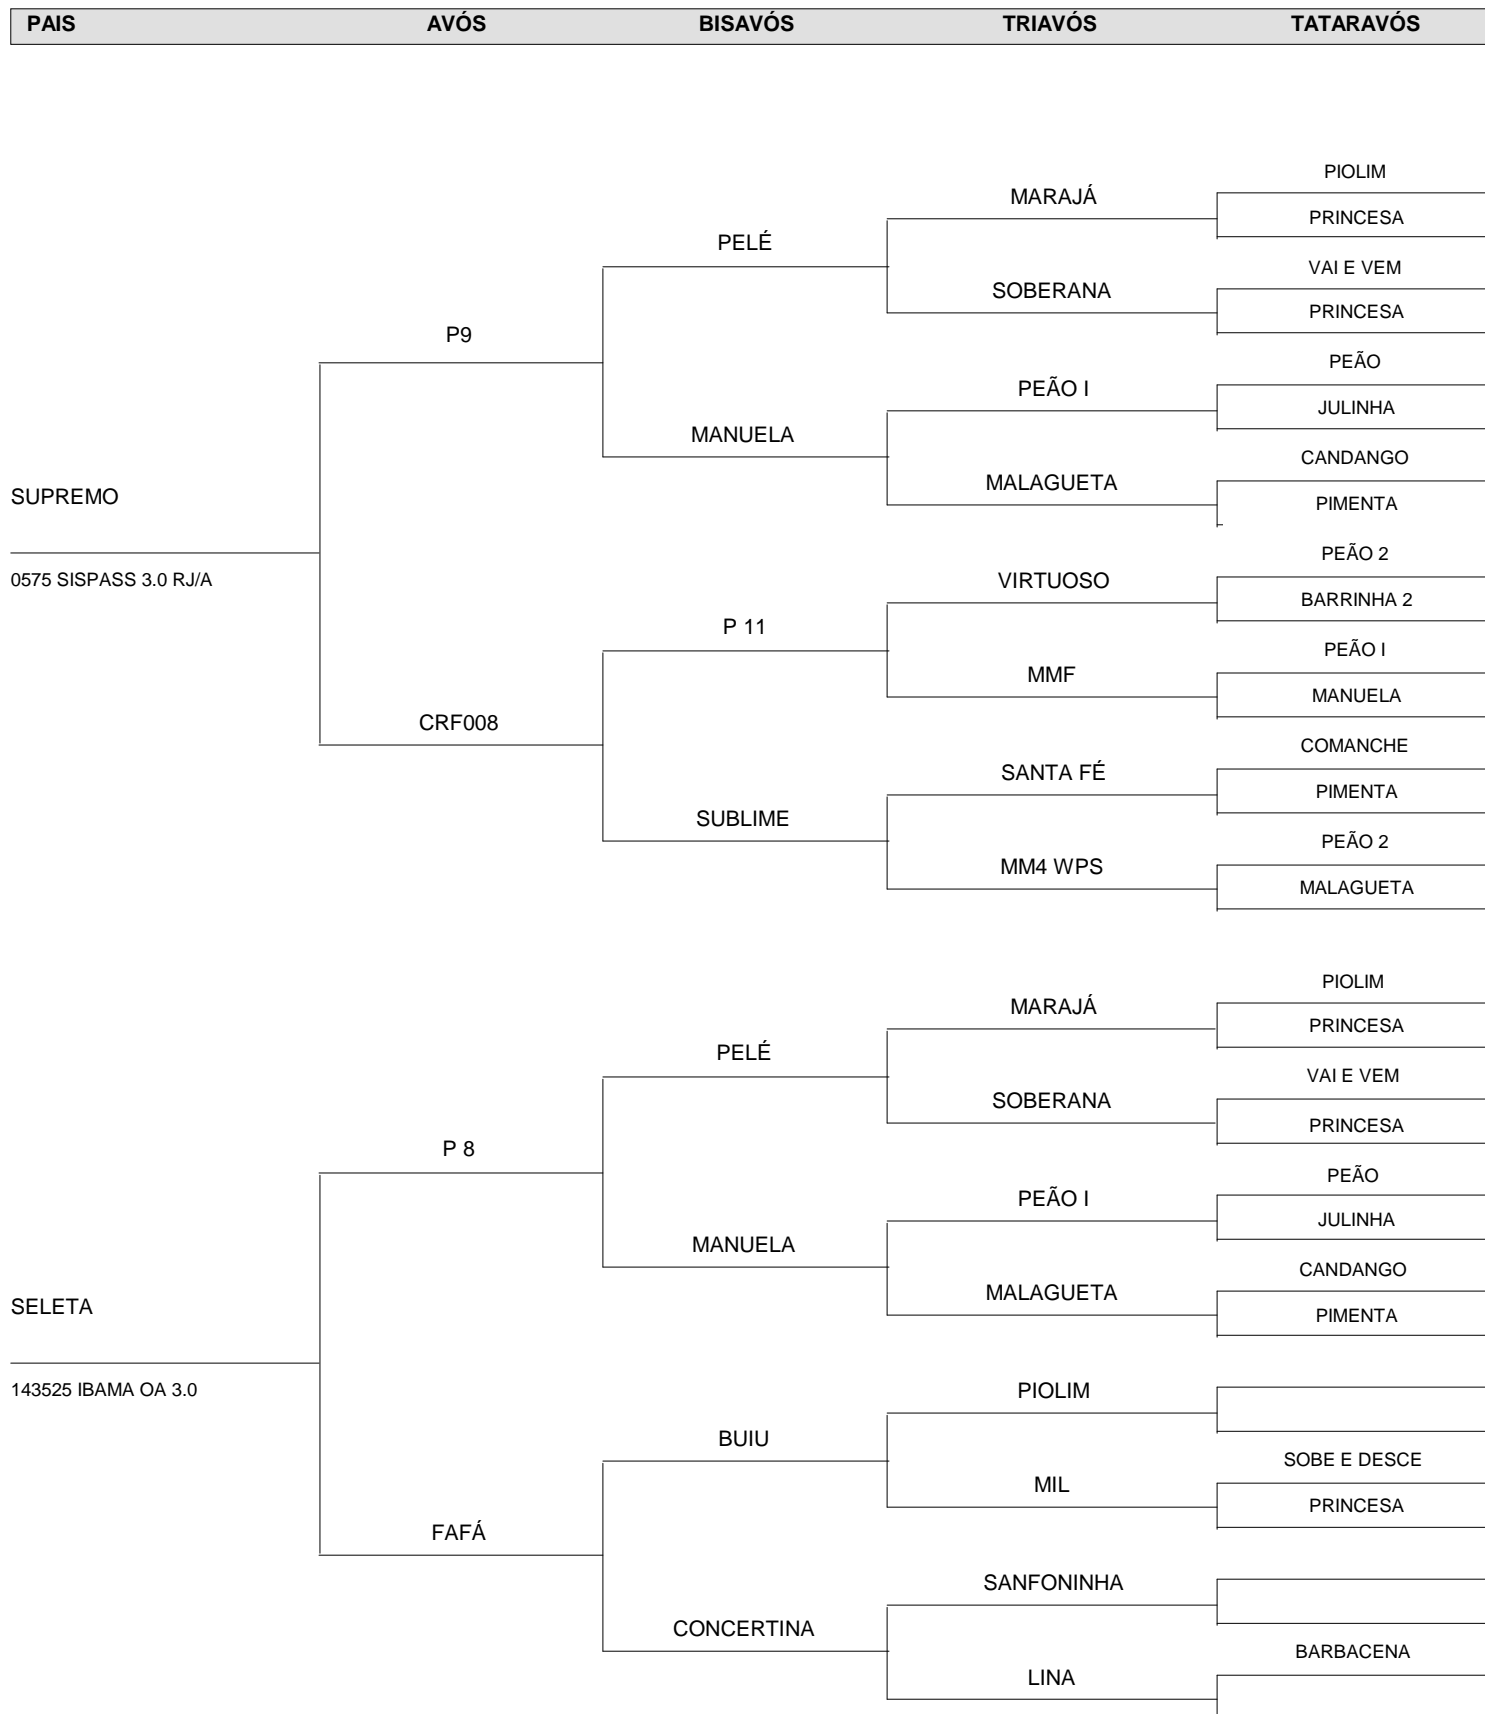 PAIS AVÓS BISAVÓS TRIAVÓS TATARAVÓS
PIOLIM
MARAJÁ
PRINCESA
PELÉ
VAI E VEM
SOBERANA
PRINCESA
P9
PEÃO
PEÃO I
JULINHA
MANUELA
CANDANGO
MALAGUETA
SUPREMO
PIMENTA
PEÃO 2
0575 SISPASS 3.0 RJ/A
VIRTUOSO
BARRINHA 2
P 11
PEÃO I
MMF
MANUELA
CRF008
COMANCHE
SANTA FÉ
PIMENTA
SUBLIME
PEÃO 2
MM4 WPS
MALAGUETA
PIOLIM
MARAJÁ
PRINCESA
PELÉ
VAI E VEM
SOBERANA
PRINCESA
P 8
PEÃO
PEÃO I
JULINHA
MANUELA
CANDANGO
MALAGUETA
SELETA
PIMENTA
143525 IBAMA OA 3.0
PIOLIM
BUIU
SOBE E DESCE
MIL
PRINCESA
FAFÁ
SANFONINHA
CONCERTINA
BARBACENA
LINA